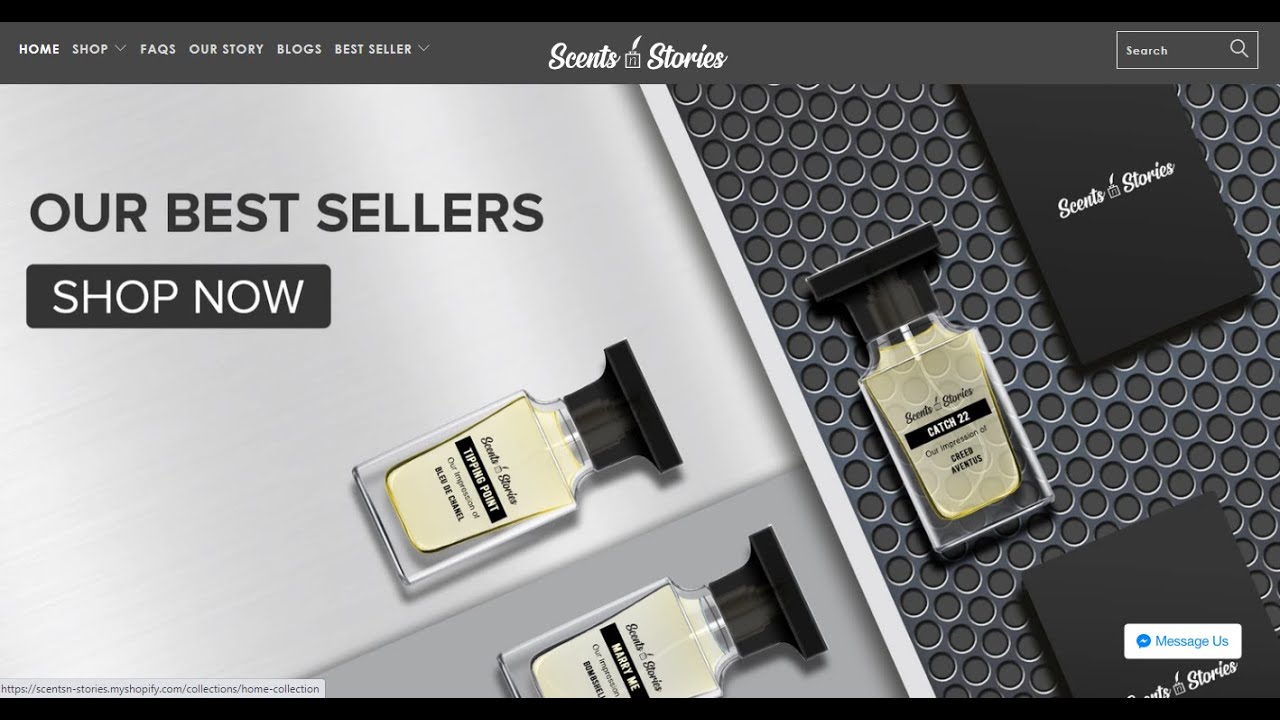 HOME SHOP FAQS OUR STORY BLOGS BEST SELLER
Scents n Stories
Search
OUR BEST SELLERS
SHOP NOW
Scents n Stories
Scents n Stories
CATCH 22
Our Impression of
CREED
AVENTUS
Scents n Stories
TIPPING POINT
Our Impression of
BLEU DE CHANEL
Scents n Stories
MARRY ME
Our Impression of
Message Us
Scents n Stories
https://scentsn-stories.myshopify.com/collections/home-collection